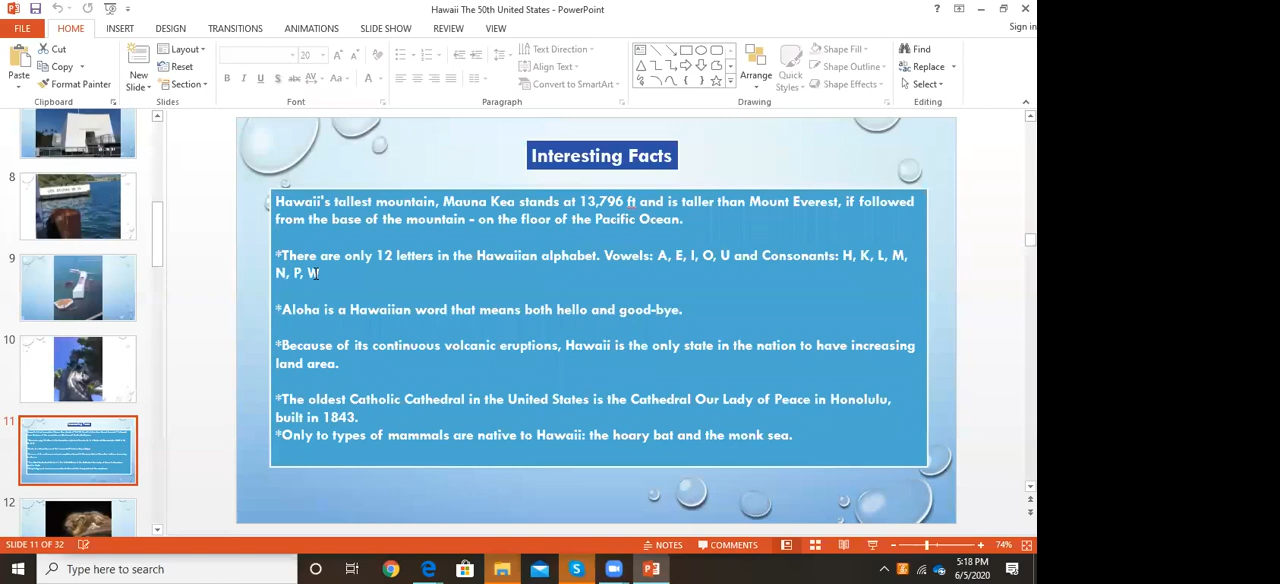 Hawaii The 50th United States - PowerPoint
Sign in
FILE HOME INSERT DESIGN TRANSITIONS ANIMATIONS SLIDE SHOW REVIEW VIEW
Paste
Cut
Copy
Format Painter
Clipboard
New Slide
Layout
Reset
Section
Slides
20
Font
Paragraph
Text Direction
Align Text
Convert to SmartArt
Drawing
Arrange
Quick Styles
Shape Fill
Shape Outline
Shape Effects
Find
Replace
Select
Editing
8
9
10
11
12
Interesting Facts
Hawaii's tallest mountain, Mauna Kea stands at 13,796 ft and is taller than Mount Everest, if followed
from the base of the mountain - on the floor of the Pacific Ocean.
*There are only 12 letters in the Hawaiian alphabet. Vowels: A, E, I, O, U and Consonants: H, K, L, M,
N, P, W
*Aloha is a Hawaiian word that means both hello and good-bye.
*Because of its continuous volcanic eruptions, Hawaii is the only state in the nation to have increasing
land area.
*The oldest Catholic Cathedral in the United States is the Cathedral Our Lady of Peace in Honolulu,
built in 1843.
*Only to types of mammals are native to Hawaii: the hoary bat and the monk sea.
SLIDE 11 OF 32
NOTES COMMENTS 74%
Type here to search
5:18 PM
6/5/2020